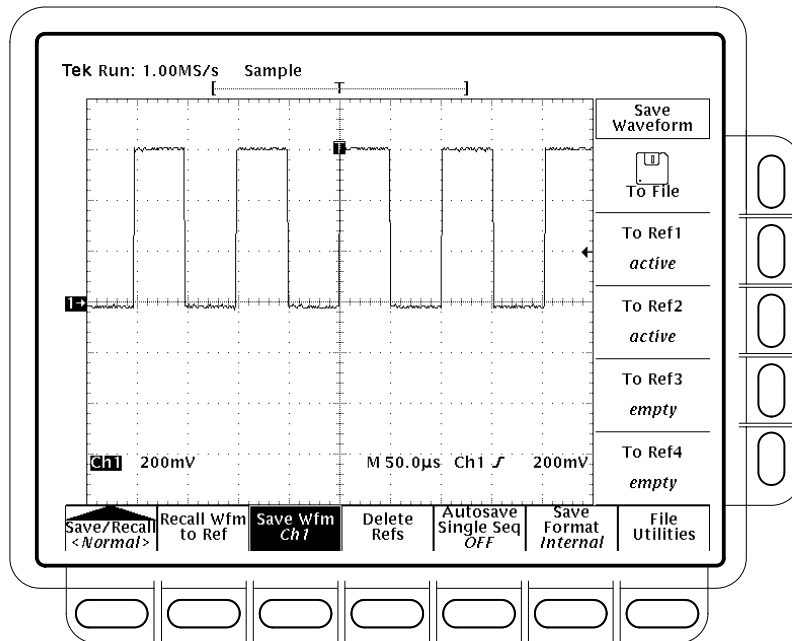 Tek Run: 1.00MS/s Sample
T
Save
Waveform
T
To File
To Ref1
active
1
To Ref2
active
To Ref3
empty
To Ref4
empty
Ch1 200mV M 50.0µs Ch1 200mV
Save/Recall
<Normal>
Recall Wfm
to Ref
Save Wfm
Ch1
Delete
Refs
Autosave
Single Seq
OFF
Save
Format
Internal
File
Utilities